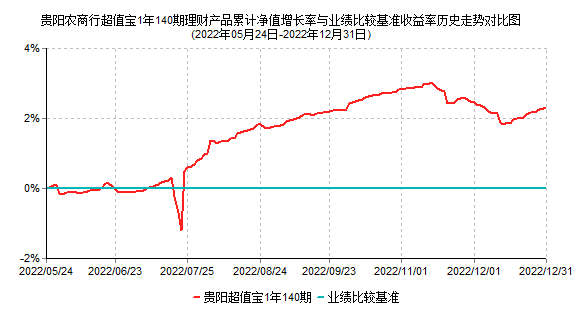 贵阳农商行超值宝1年140期理财产品累计净值增长率与业绩比较基准收益率历史走势对比图
(2022年05月24日-2022年12月31日)
4%
2%
0%
-2%
2022/05/24 2022/06/23 2022/07/25 2022/08/24 2022/09/23 2022/11/01 2022/12/01 2022/12/31
贵阳超值宝1年140期 业绩比较基准